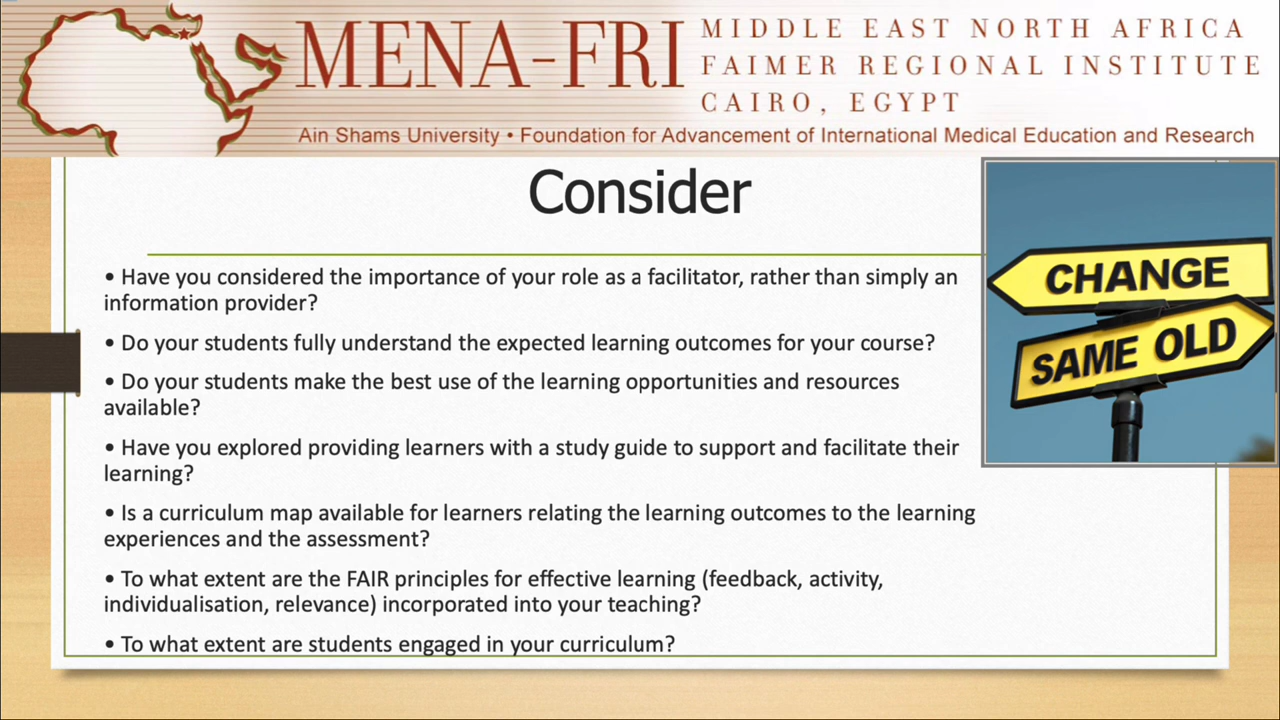 MENA-FRI
MIDDLE EAST NORTH AFRICA
FAIMER REGIONAL INSTITUTE
CAIRO, EGYPT
Ain Shams University • Foundation for Advancement of International Medical Education and Research
Consider
• Have you considered the importance of your role as a facilitator, rather than simply an
information provider?
• Do your students fully understand the expected learning outcomes for your course?
• Do your students make the best use of the learning opportunities and resources
available?
• Have you explored providing learners with a study guide to support and facilitate their
learning?
• Is a curriculum map available for learners relating the learning outcomes to the learning
experiences and the assessment?
• To what extent are the FAIR principles for effective learning (feedback, activity,
individualisation, relevance) incorporated into your teaching?
• To what extent are students engaged in your curriculum?
CHANGE
SAME OLD